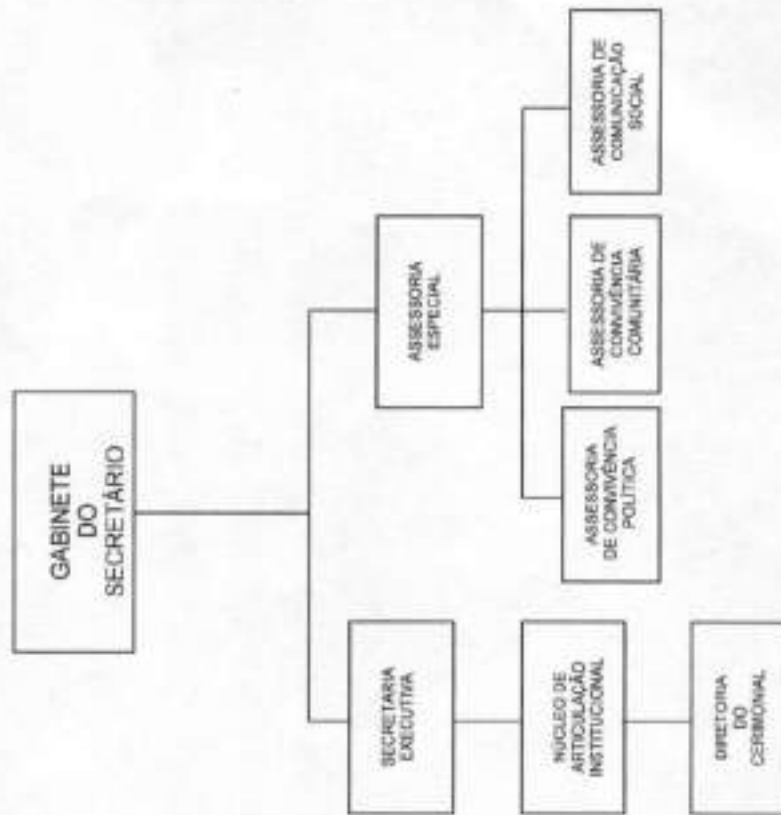 GABINETE
DO
SECRETÁRIO
SECRETARIA
EXECUTIVA
NÚCLEO DE
ARTICULAÇÃO
INSTITUCIONAL
DIRETORIA
DO
CERIMONIAL
ASSESSORIA
ESPECIAL
ASSESSORIA
DE CONVIVÊNCIA
POLÍTICA
ASSESSORIA DE
CONVIVÊNCIA
COMUNITÁRIA
ASSESSORIA DE
COMUNICAÇÃO
SOCIAL